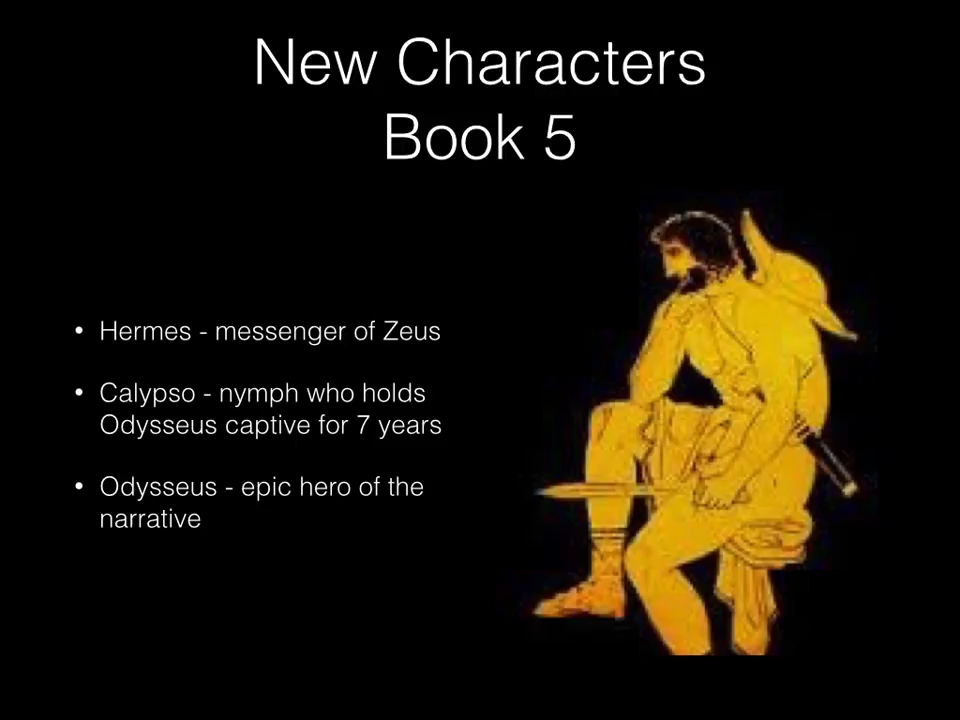 New Characters
Book 5
• Hermes - messenger of Zeus
• Calypso - nymph who holds
Odysseus captive for 7 years
• Odysseus - epic hero of the
narrative